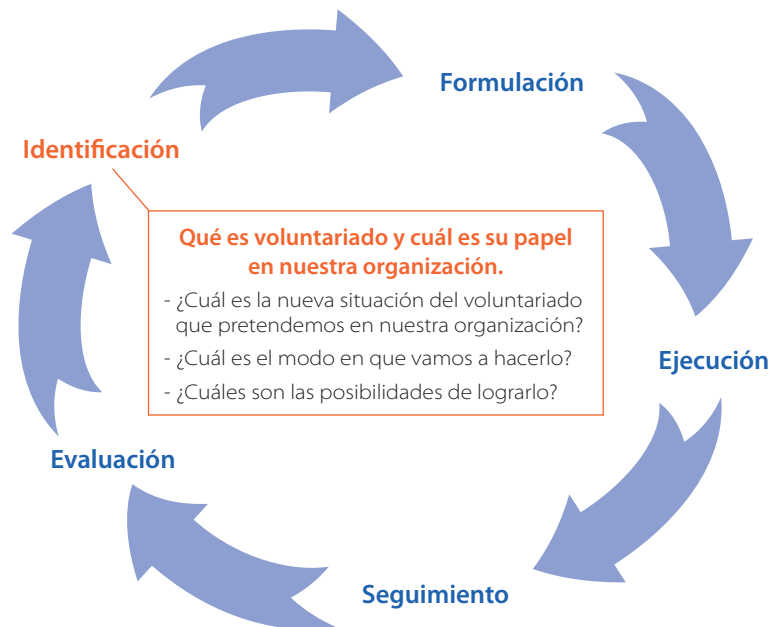 Formulación
Identificación
Qué es voluntariado y cuál es su papel
en nuestra organización.
- ¿Cuál es la nueva situación del voluntariado
que pretendemos en nuestra organización?
- ¿Cuál es el modo en que vamos a hacerlo?
- ¿Cuáles son las posibilidades de lograrlo?
Ejecución
Evaluación
Seguimiento